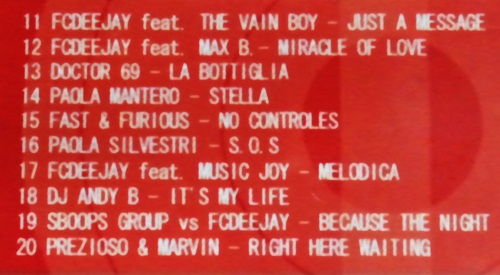 11 FCDEEJAY feat. THE VAIN BOY - JUST A MESSAGE
12 FCDEEJAY feat. MAX B. - MIRACLE OF LOVE
13 DOCTOR 69 - LA BOTTIGLIA
14 PAOLA MANTERO - STELLA
15 FAST & FURIOUS - NO CONTROLES
16 PAOLA SILVESTRI - S.O.S
17 FCDEEJAY feat. MUSIC JOY - MELODICA
18 DJ ANDY B - IT'S MY LIFE
19 SBOOPS GROUP vs FCDEEJAY - BECAUSE THE NIGHT
20 PREZIOSO & MARVIN - RIGHT HERE WAITING